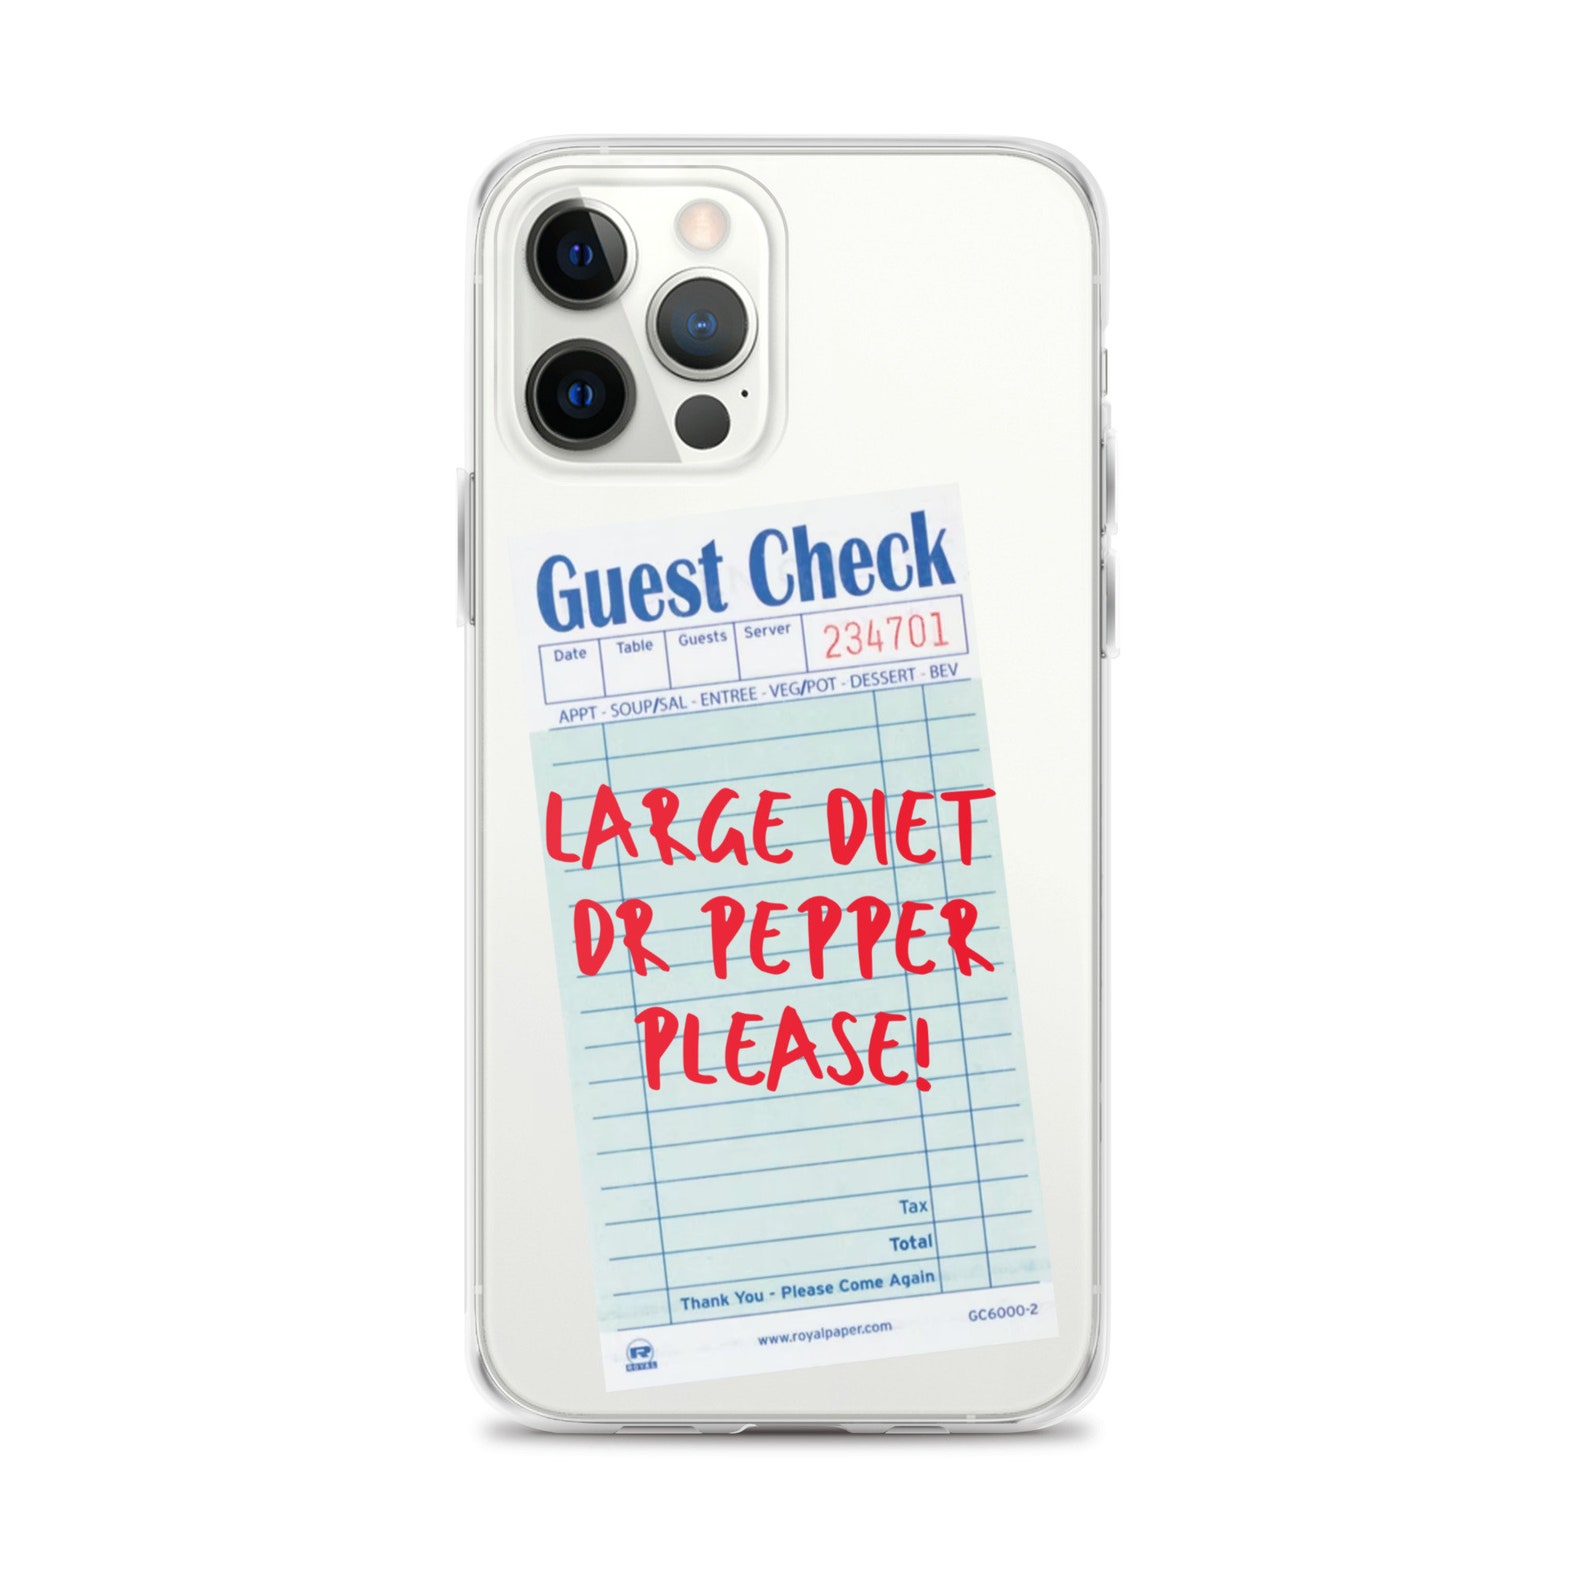 Guest Check
Date Table Guests Server 234701
APPT - SOUP/SAL - ENTREE - VEG/POT - DESSERT - BEV
LARGE DIET
DR PEPPER
PLEASE!
Tax
Total
Thank You - Please Come Again
R ROYAL www.royalpaper.com GC6000-2